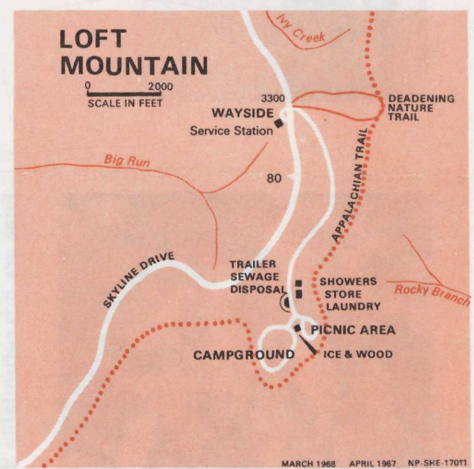 LOFT
MOUNTAIN
0 2000
SCALE IN FEET
Ivy Creek
3300
WAYSIDE
Service Station
DEADENING
NATURE
TRAIL
Big Run
80
APPALACHIAN TRAIL
SKYLINE DRIVE
TRAILER
SEWAGE
DISPOSAL
SHOWERS
STORE
LAUNDRY
Rocky Branch
PICNIC AREA
CAMPGROUND
ICE & WOOD
MARCH 1968 APRIL 1967 NP-SHE-17011